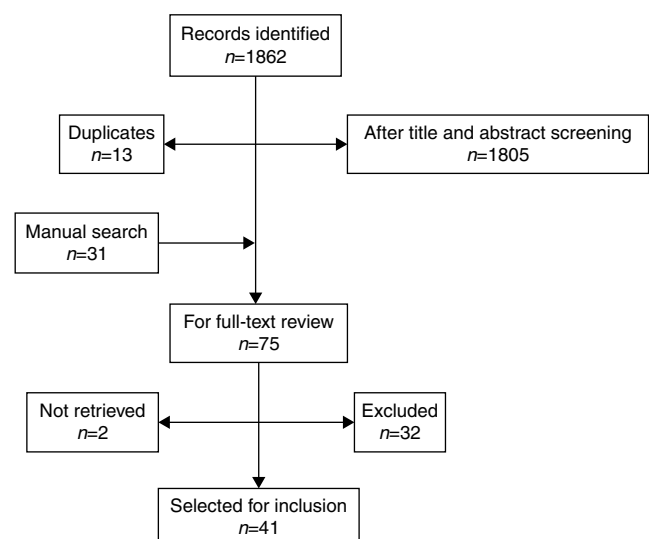 Records identified
n=1862
Duplicates
n=13
After title and abstract screening
n=1805
Manual search
n=31
For full-text review
n=75
Not retrieved
n=2
Excluded
n=32
Selected for inclusion
n=41